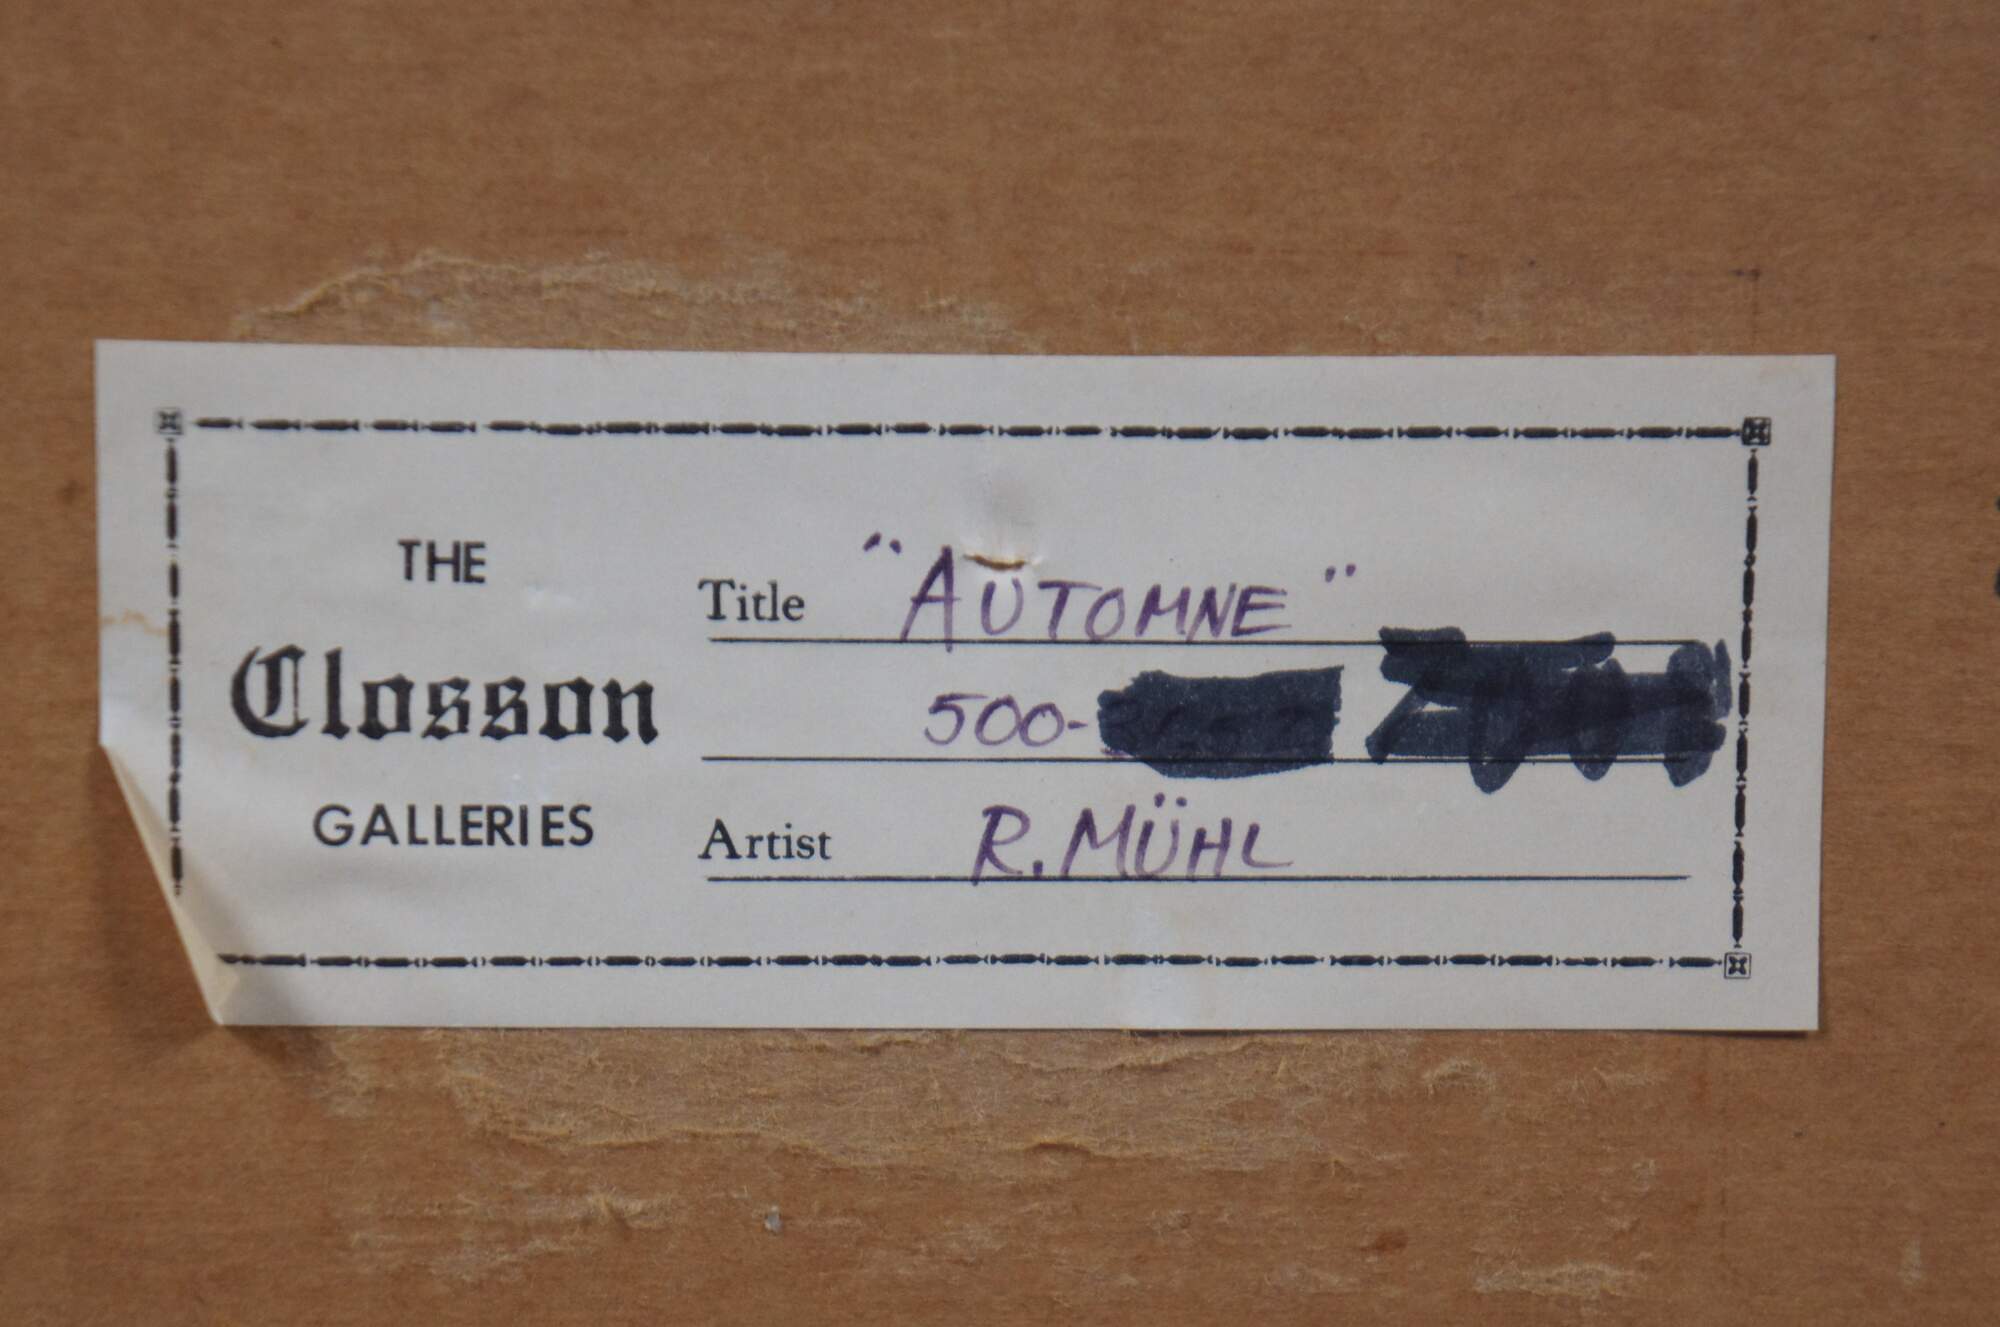 THE
Closson
GALLERIES
Title "AUTOMNE"
500-
Artist R.MÜHL